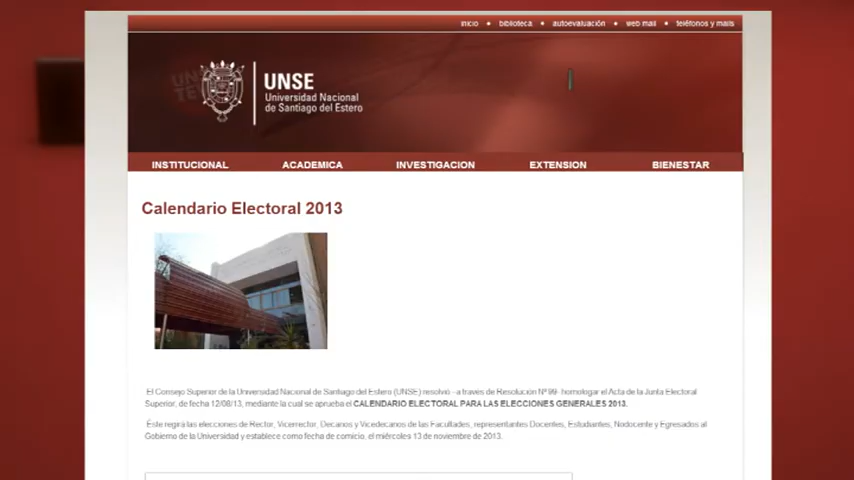 inicio • biblioteca • autoevaluación • web mail • teléfonos y mails
UNSE
Universidad Nacional
de Santiago del Estero
INSTITUCIONAL ACADEMICA INVESTIGACION EXTENSION BIENESTAR
Calendario Electoral 2013
El Consejo Superior de la Universidad Nacional de Santiago del Estero (UNSE) resolvió –a través de Resolución Nº 99- homologar el Acta de la Junta Electoral
Superior, de fecha 12/08/13, mediante la cual se aprueba el CALENDARIO ELECTORAL PARA LAS ELECCIONES GENERALES 2013.
Éste regirá las elecciones de Rector, Vicerrector, Decanos y Vicedecanos de las Facultades, representantes Docentes, Estudiantes, Nodocente y Egresados al
Gobierno de la Universidad y establece como fecha de comicio, el miércoles 13 de noviembre de 2013.